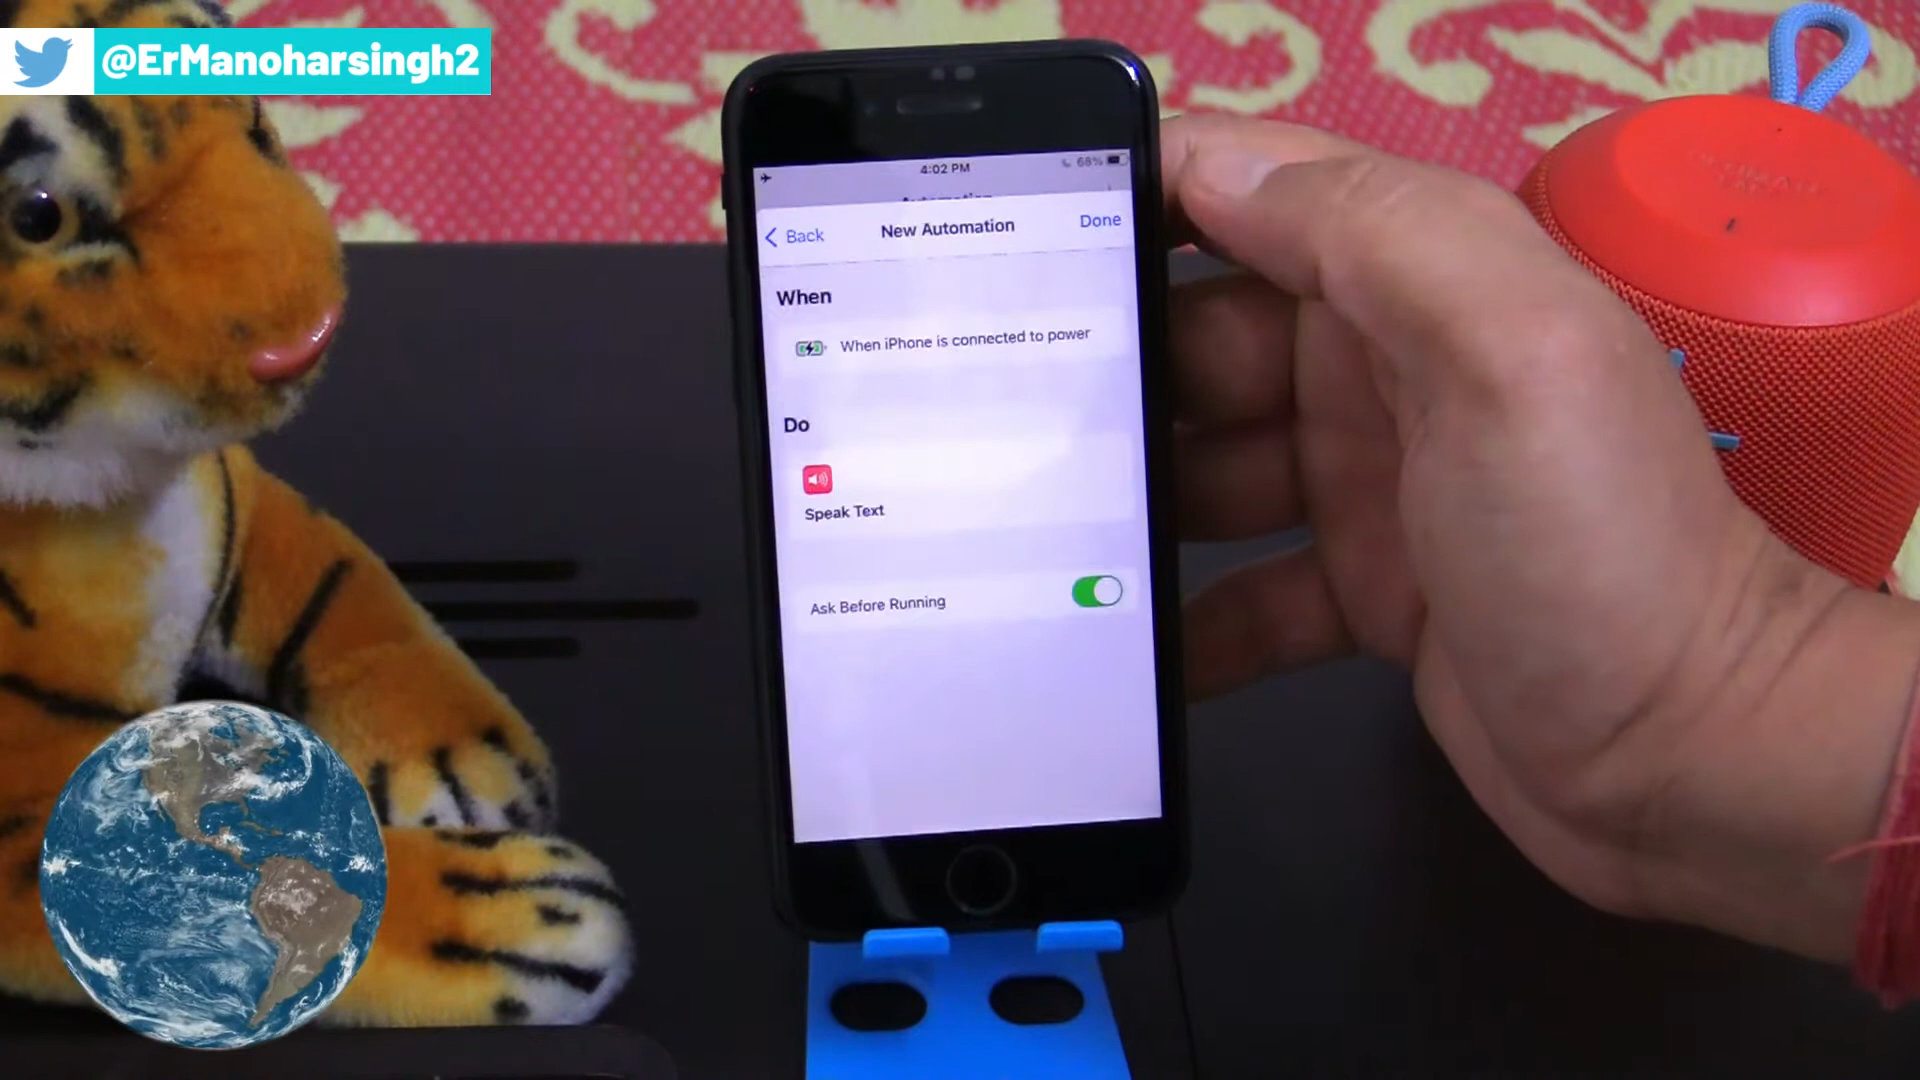 @ErManoharsingh2
4:02 PM
68%
Back
New Automation
Done
When
When iPhone is connected to power
Do
Speak Text
Ask Before Running